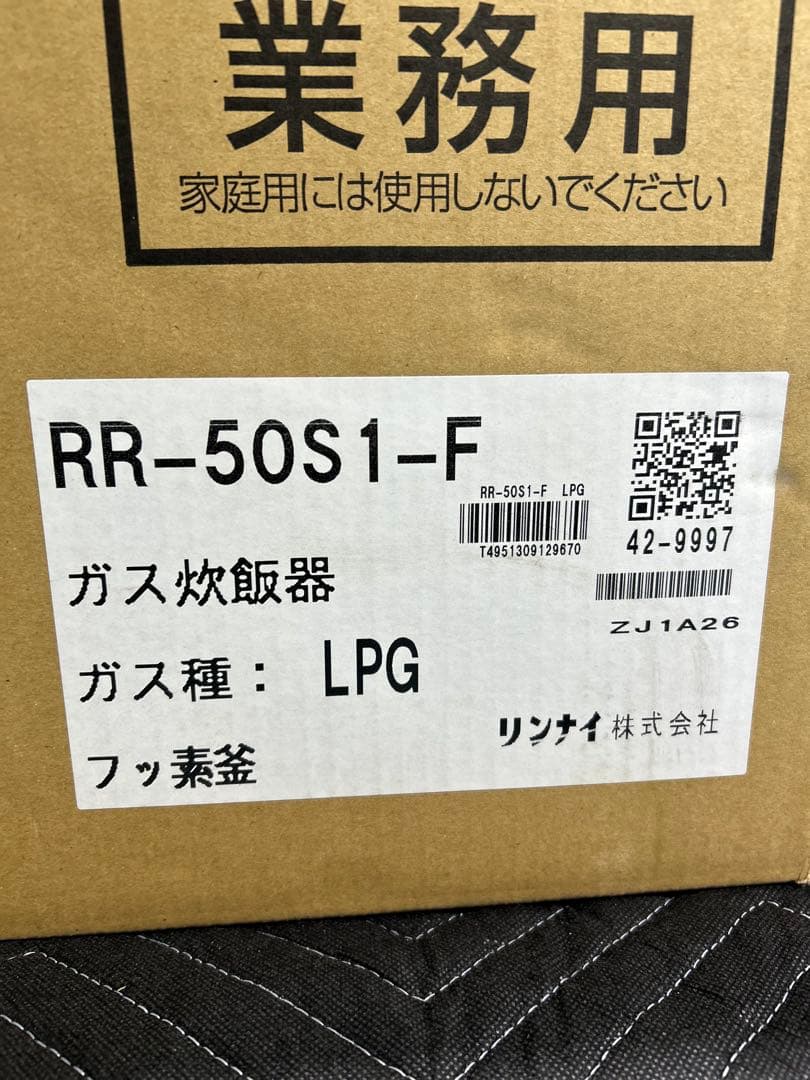 業務用
家庭用には使用しないでください
RR-50S1-F
RR-50S1-F LPG
T4951309129670
42-9997
ガス炊飯器
ZJ1A26
ガス種： LPG
リンナイ株式会社
フッ素釜